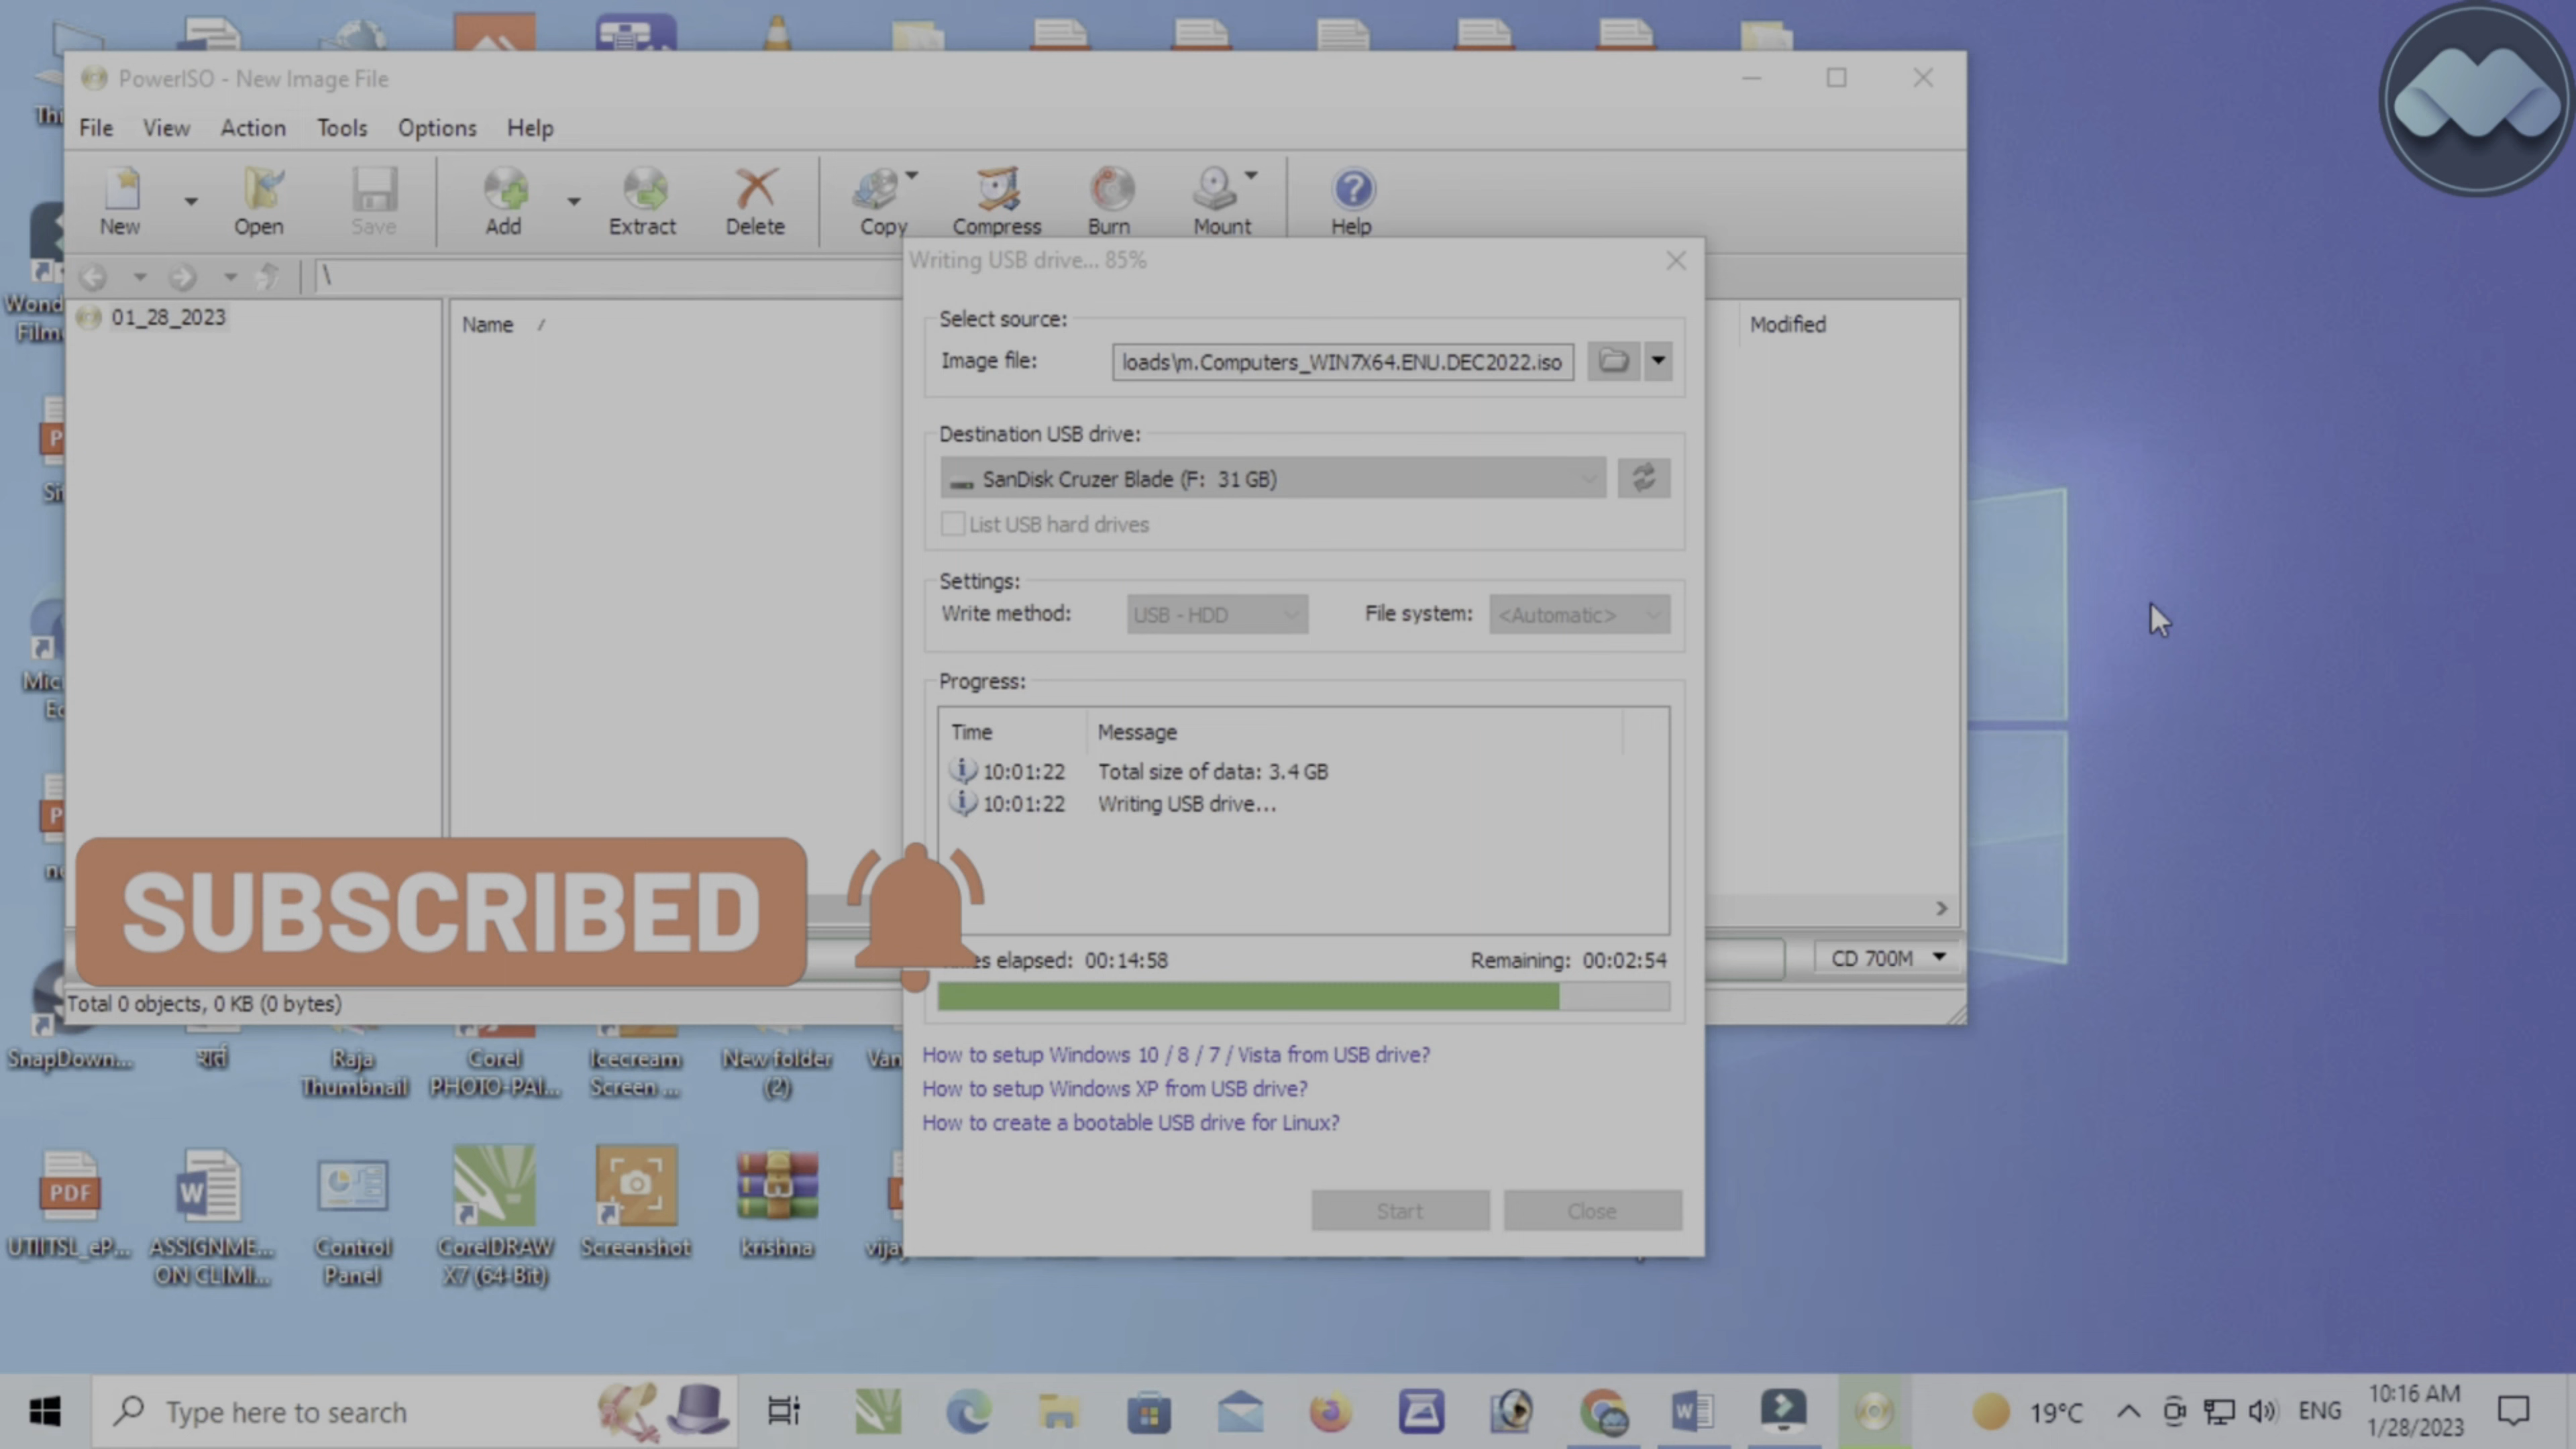 PowerISO - New Image File
File View Action Tools Options Help
New Open Save Add Extract Delete Copy Compress Burn Mount Help
\
01_28_2023
Name /
Modified
Writing USB drive... 85%
Select source:
Image file: loads\m.Computers_WIN7X64.ENU.DEC2022.iso
Destination USB drive:
SanDisk Cruzer Blade (F: 31 GB)
List USB hard drives
Settings:
Write method: USB - HDD File system: <Automatic>
Progress:
Time Message
10:01:22 Total size of data: 3.4 GB
10:01:22 Writing USB drive...
elapsed: 00:14:58 Remaining: 00:02:54
How to setup Windows 10 / 8 / 7 / Vista from USB drive?
How to setup Windows XP from USB drive?
How to create a bootable USB drive for Linux?
Start Close
SUBSCRIBED
CD 700M
Total 0 objects, 0 KB (0 bytes)
SnapDown...
शर्त
Raja
Thumbnail
Corel
PHOTO-PAI...
Icecream
Screen ...
New folder
(2)
PDF
UTIITSL_eP...
ASSIGNME...
ON CLIMI...
Control
Panel
CorelDRAW
X7 (64-Bit)
Screenshot
krishna
Type here to search
19°C
ENG
10:16 AM
1/28/2023